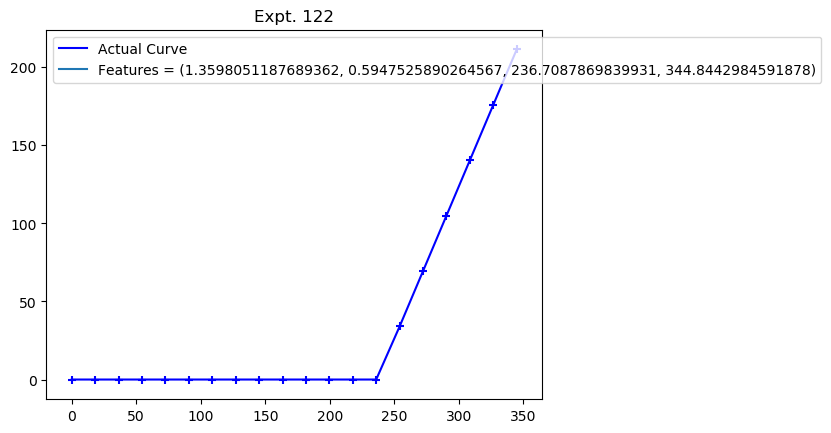 Expt. 122
Actual Curve
Features = (1.3598051187689362, 0.5947525890264567, 236.7087869839931, 344.8442984591878)
200
150
100
50
0
0 50 100 150 200 250 300 350